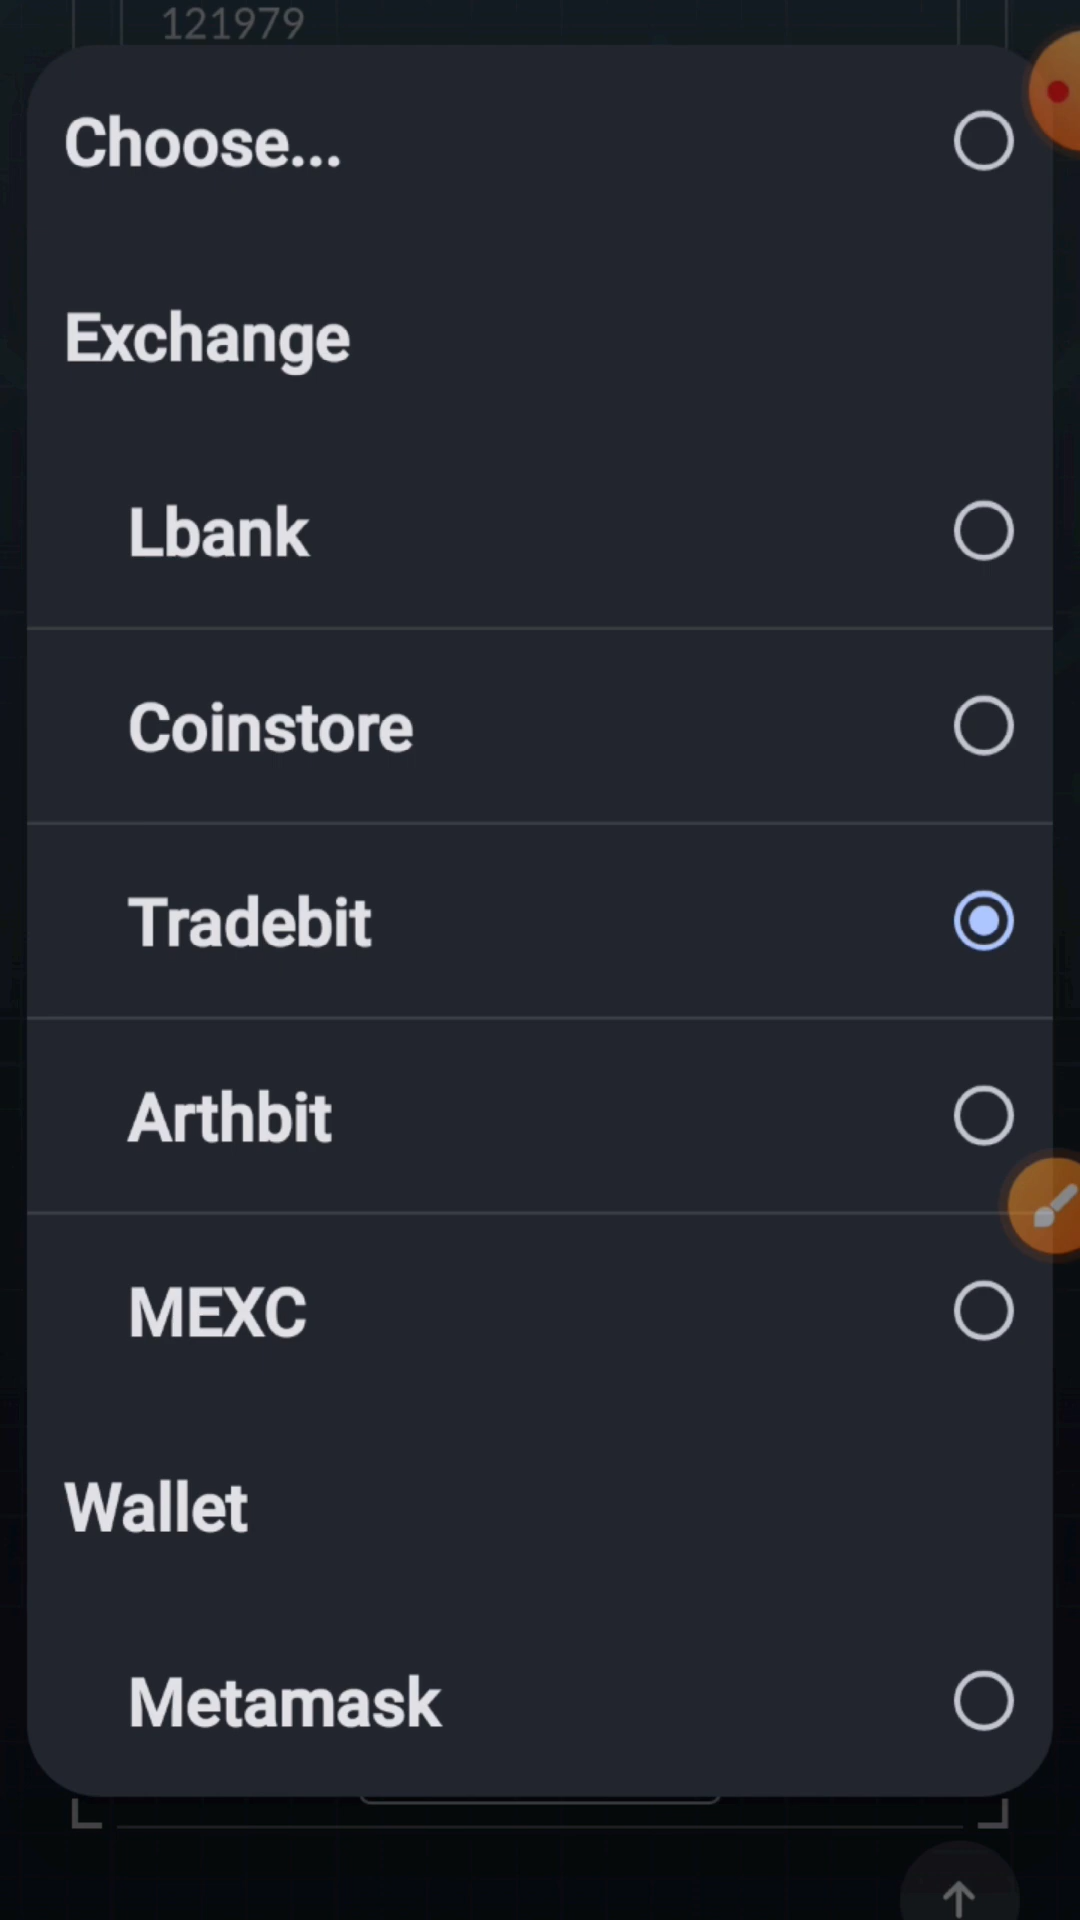 121979
Choose...
Exchange
Lbank
Coinstore
Tradebit
Arthbit
MEXC
Wallet
Metamask